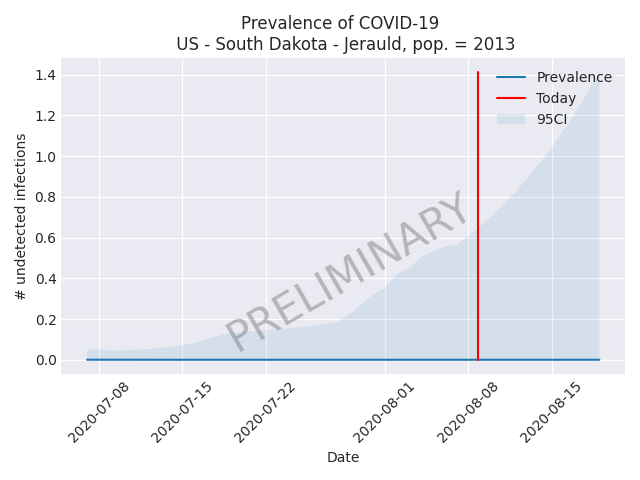 Prevalence of COVID-19
US - South Dakota - Jerauld, pop. = 2013
1.4
1.2
1.0
0.8
0.6
0.4
0.2
0.0
# undetected infections
Prevalence
Today
95CI
PRELIMINARY
2020-07-08
2020-07-15
2020-07-22
2020-08-01
2020-08-08
2020-08-15
Date